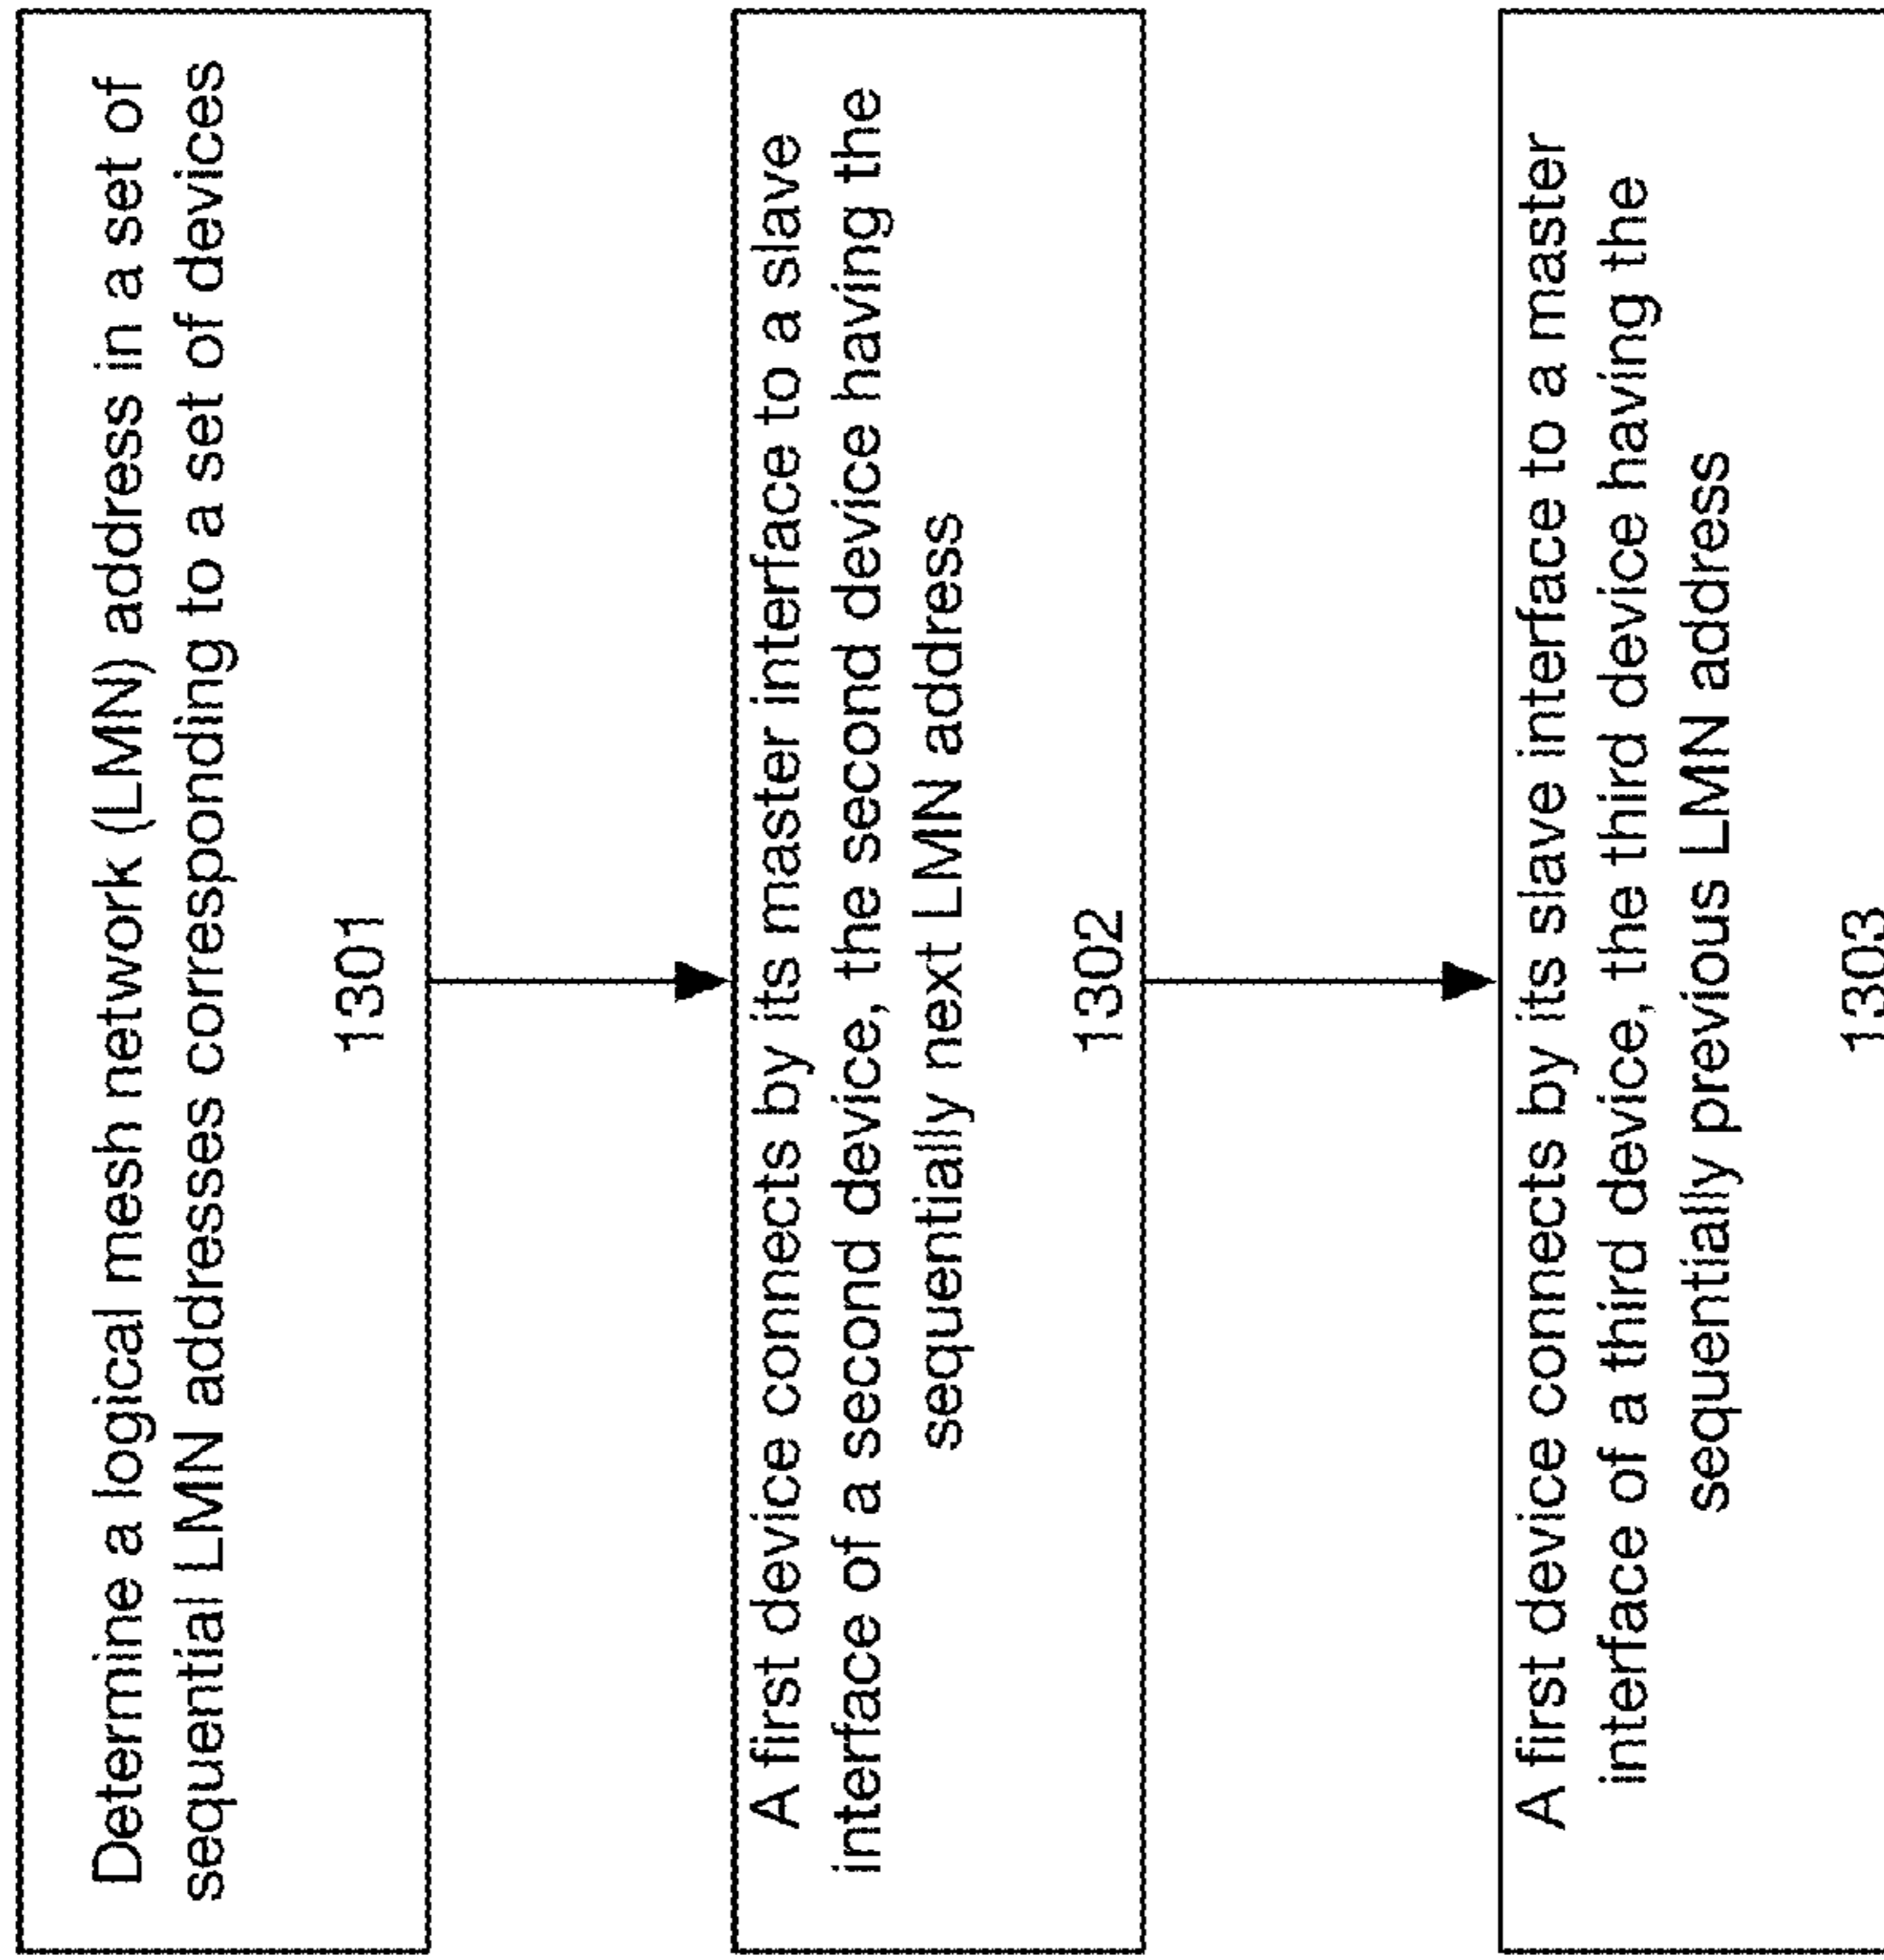 Determine a logical mesh network (LMN) address in a set of
sequential LMN addresses corresponding to a set of devices
1301
A first device connects by its master interface to a slave
interface of a second device, the second device having the
sequentially next LMN address
1302
A first device connects by its slave interface to a master
interface of a third device, the third device having the
sequentially previous LMN address
1303